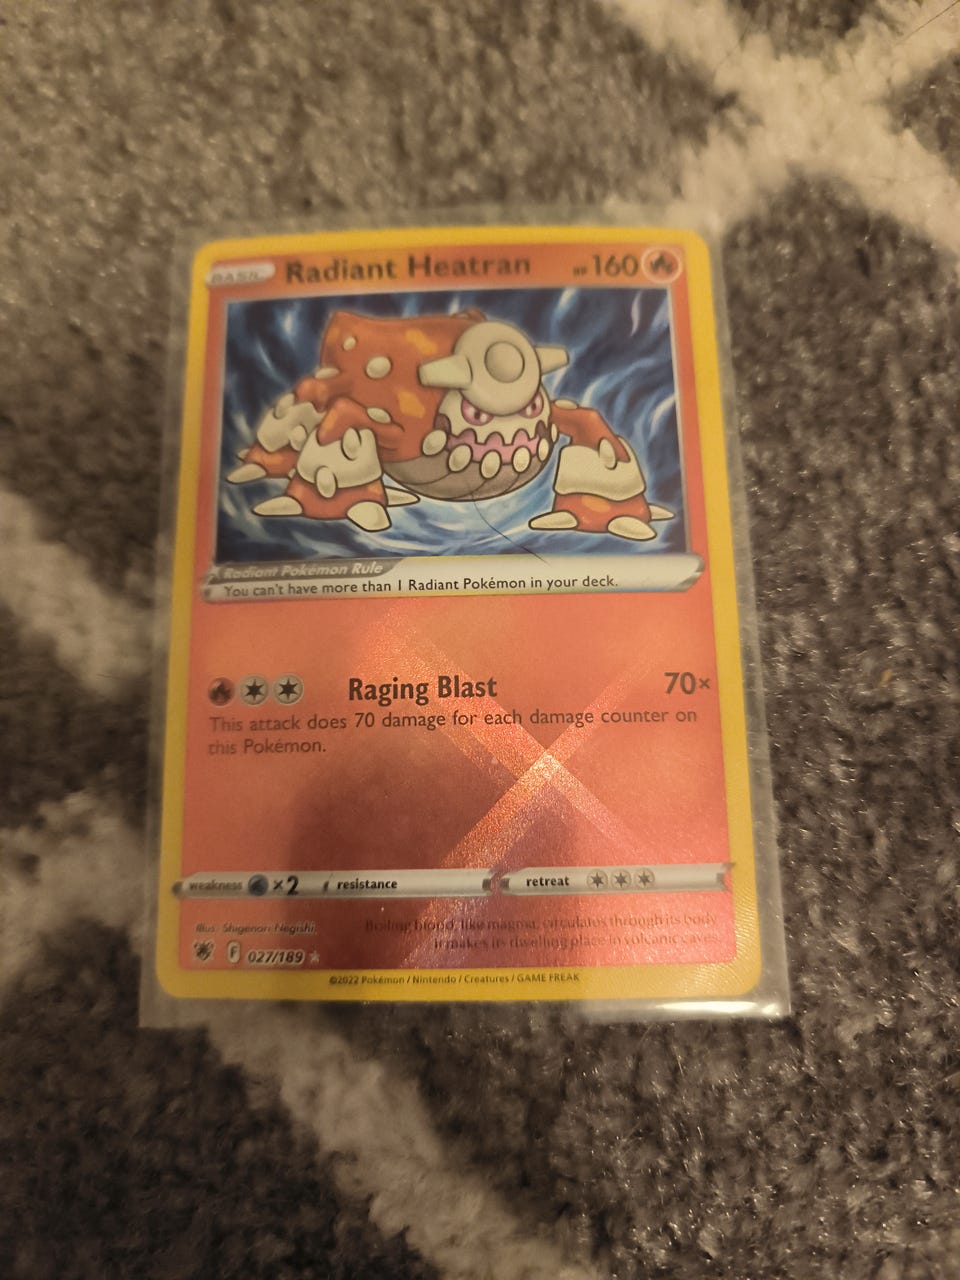 BASIC Radiant Heatran HP 160
Radiant Pokémon Rule
You can't have more than 1 Radiant Pokémon in your deck.
Raging Blast 70×
This attack does 70 damage for each damage counter on
this Pokémon.
weakness ×2 resistance retreat
Illus. Shigenori Negishi
Boiling blood, like magma, circulates through its body.
It makes its dwelling place in volcanic caves.
F 027/189
©2022 Pokémon / Nintendo / Creatures / GAME FREAK